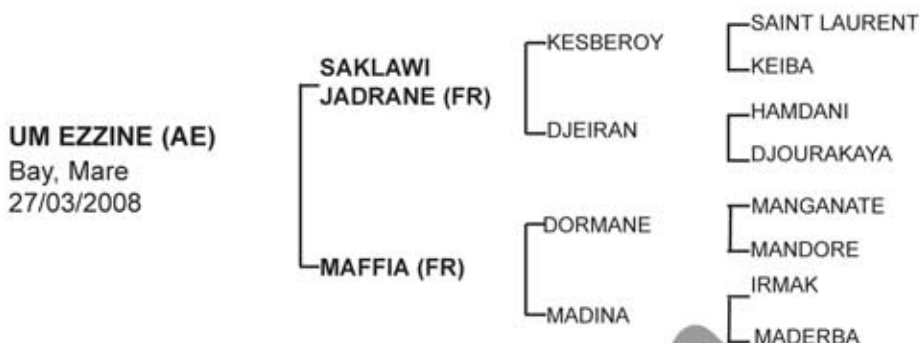 UM EZZINE (AE)
Bay, Mare
27/03/2008
SAKLAWI
JADRANE (FR)
MAFFIA (FR)
KESBEROY
DJEIRAN
DORMANE
MADINA
SAINT LAURENT
KEIBA
HAMDANI
DJOURAKAYA
MANGANATE
MANDORE
IRMAK
MADERBA